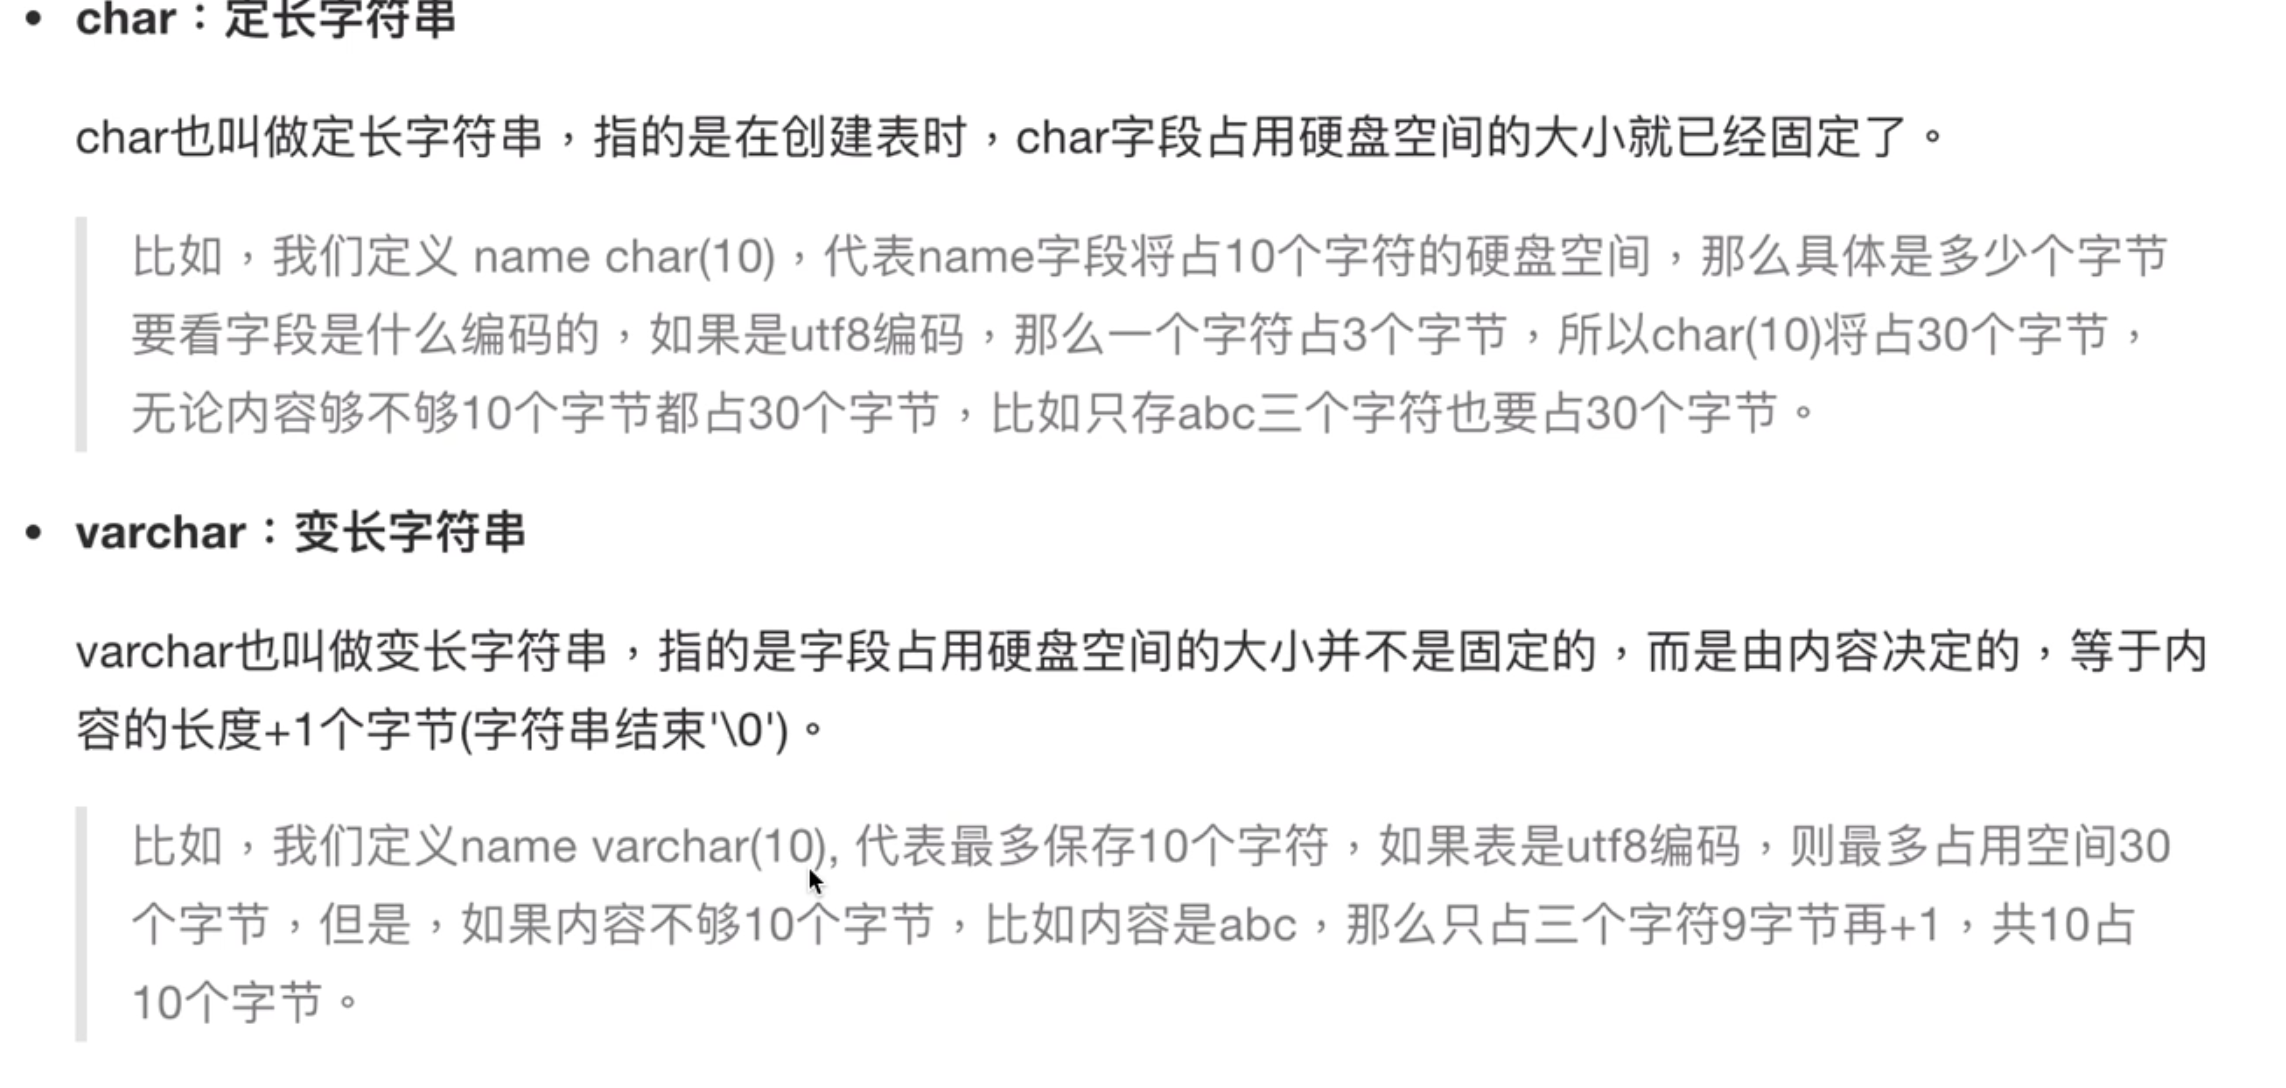 • char：定长字符串
char也叫做定长字符串，指的是在创建表时，char字段占用硬盘空间的大小就已经固定了。
比如，我们定义 name char(10)，代表name字段将占10个字符的硬盘空间，那么具体是多少个字节
要看字段是什么编码的，如果是utf8编码，那么一个字符占3个字节，所以char(10)将占30个字节，
无论内容够不够10个字节都占30个字节，比如只存abc三个字符也要占30个字节。
• varchar：变长字符串
varchar也叫做变长字符串，指的是字段占用硬盘空间的大小并不是固定的，而是由内容决定的，等于内
容的长度+1个字节(字符串结束'\0')。
比如，我们定义name varchar(10), 代表最多保存10个字符，如果表是utf8编码，则最多占用空间30
个字节，但是，如果内容不够10个字节，比如内容是abc，那么只占三个字符9字节再+1，共10占
10个字节。